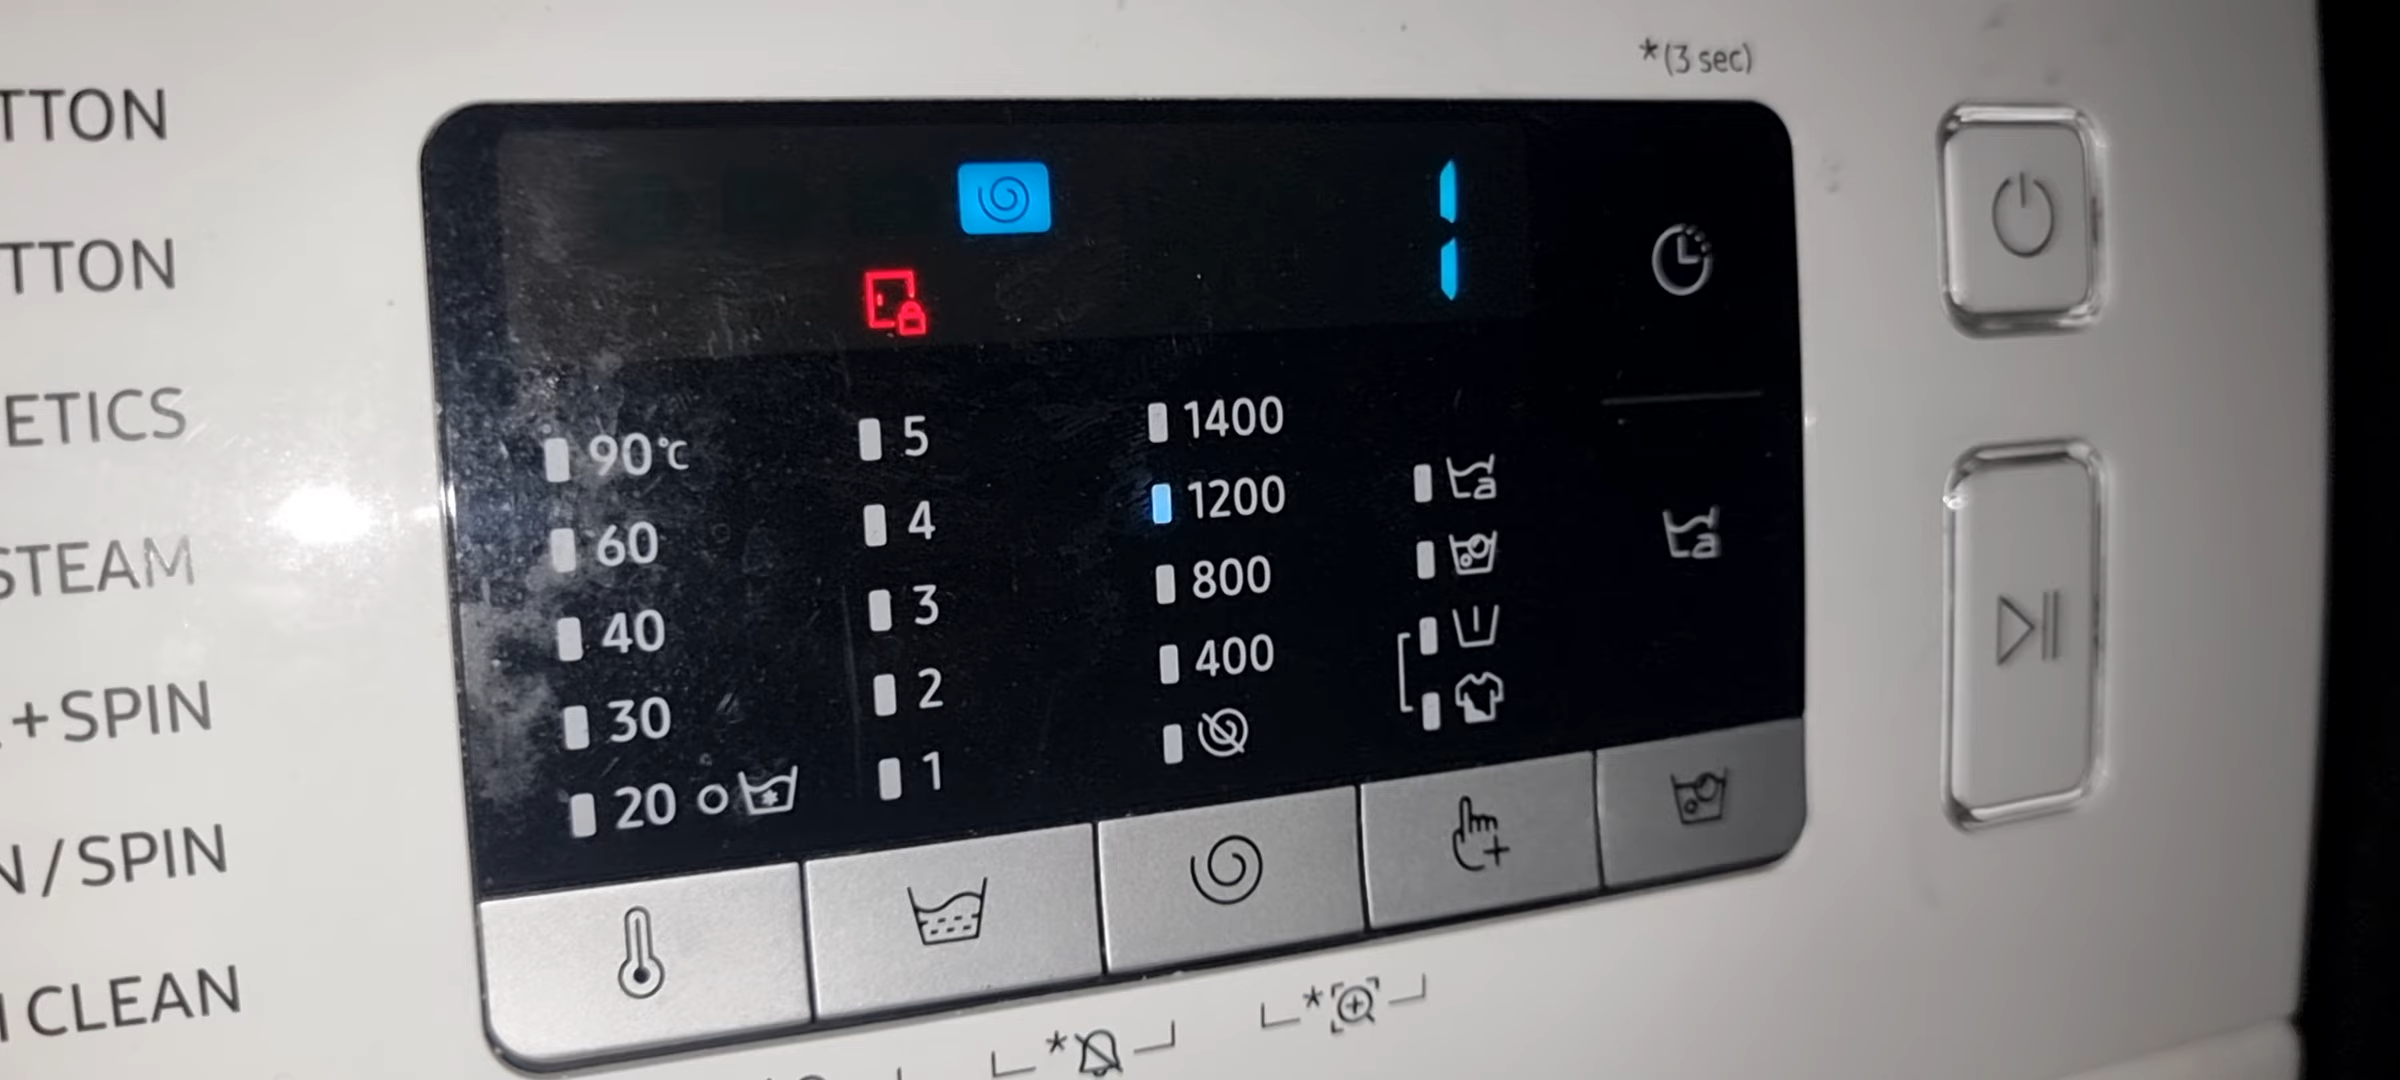 *(3 sec)
TTON
TTON
ETICS
STEAM
+SPIN
N/SPIN
CLEAN
1
90°C
60
40
30
20
5
4
3
2
1
1400
1200
800
400
*
*